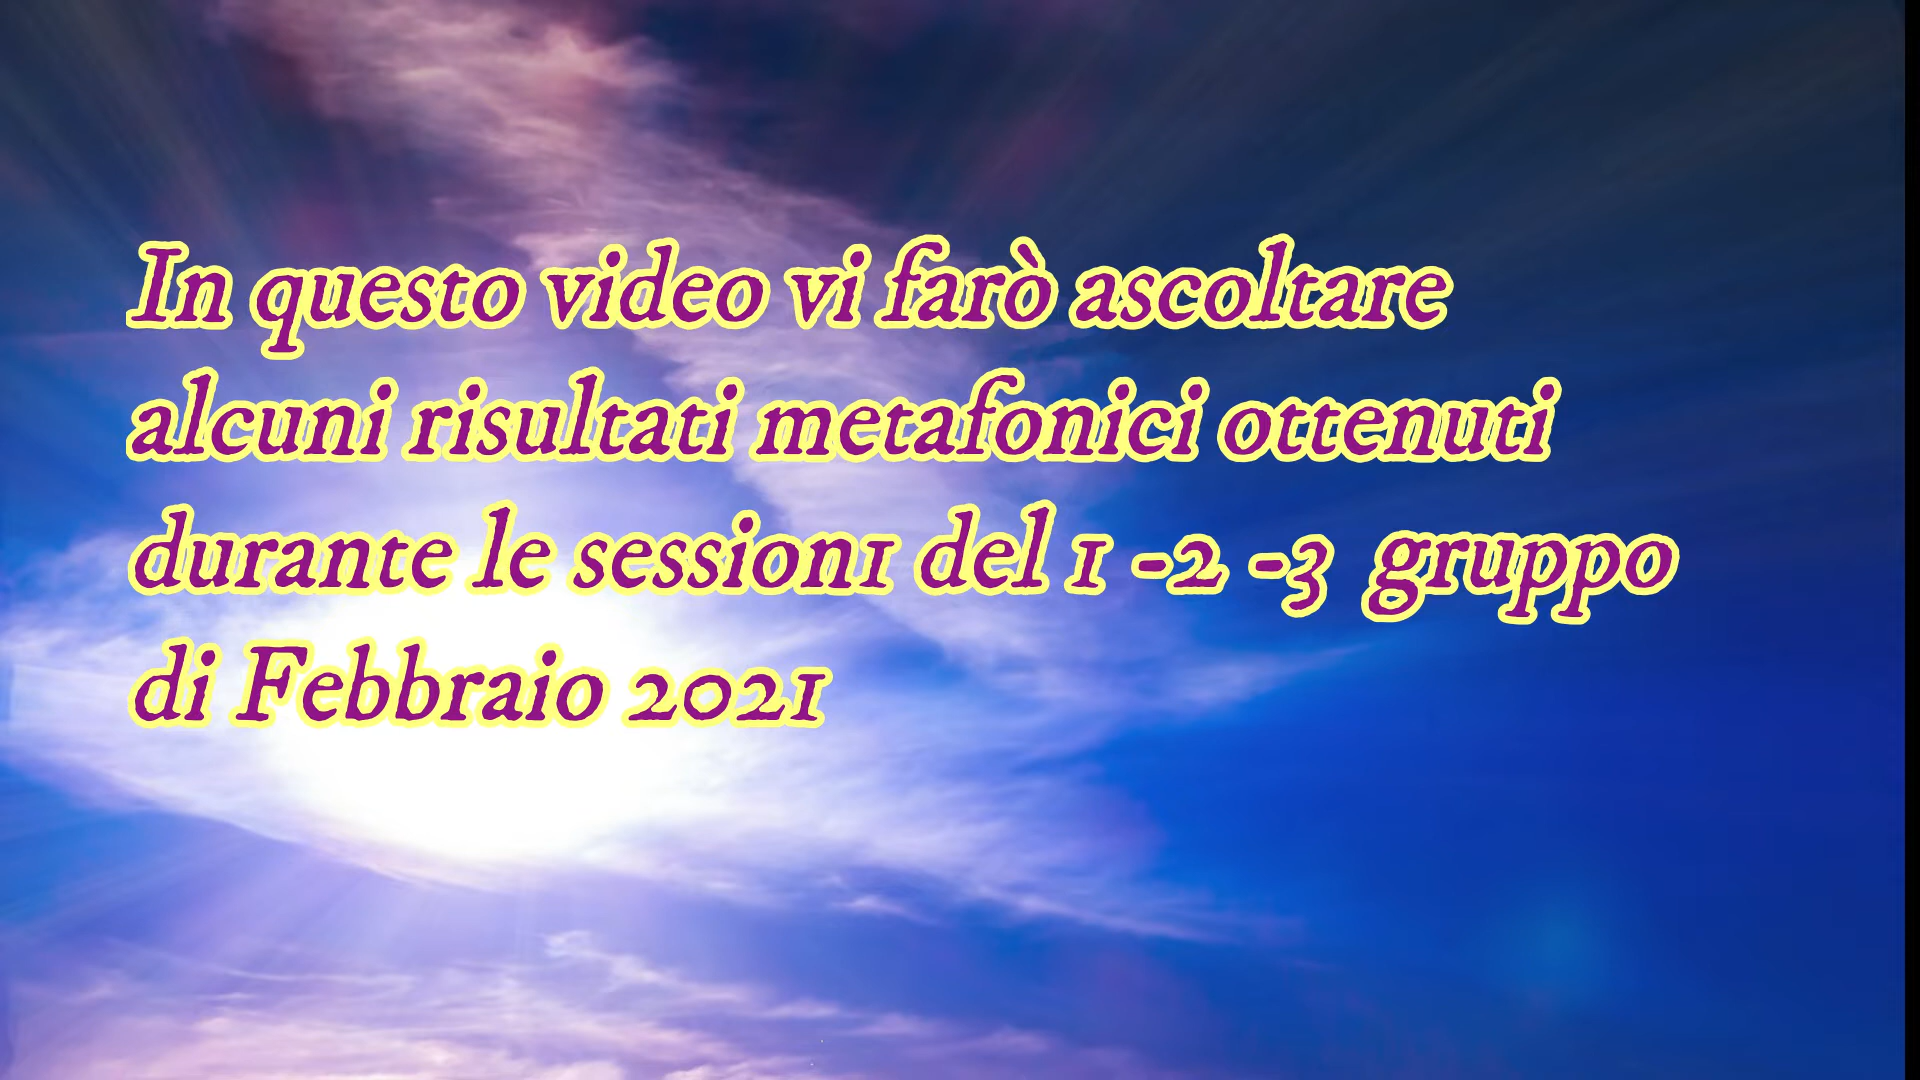 In questo video vi farò ascoltare
alcuni risultati metafonici ottenuti
durante le session1 del 1 -2 -3 gruppo
di Febbraio 2021